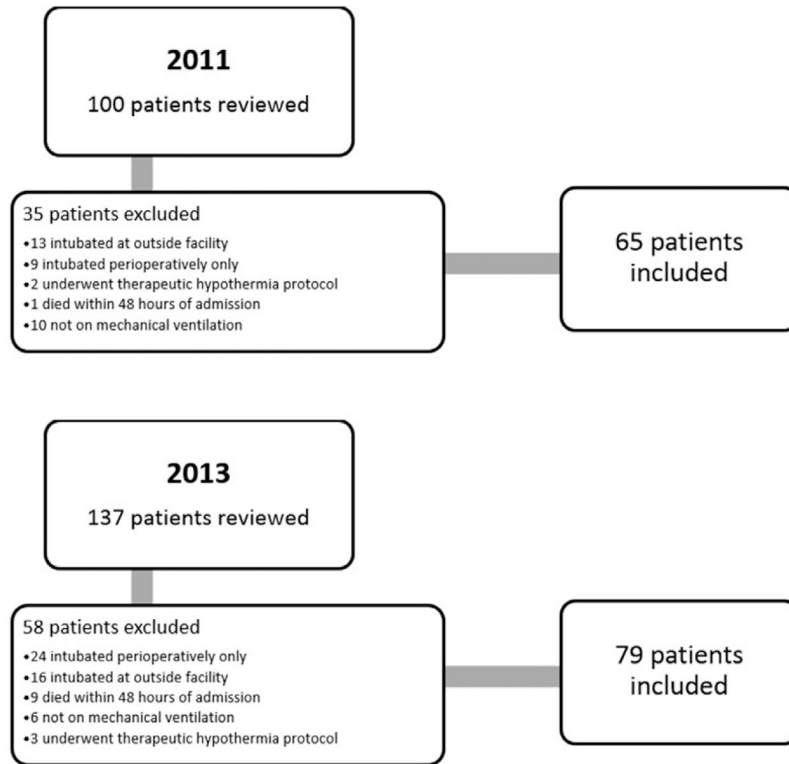 2011
100 patients reviewed
35 patients excluded
•13 intubated at outside facility
•9 intubated perioperatively only
•2 underwent therapeutic hypothermia protocol
•1 died within 48 hours of admission
•10 not on mechanical ventilation
65 patients
included
2013
137 patients reviewed
58 patients excluded
•24 intubated perioperatively only
•16 intubated at outside facility
•9 died within 48 hours of admission
•6 not on mechanical ventilation
•3 underwent therapeutic hypothermia protocol
79 patients
included